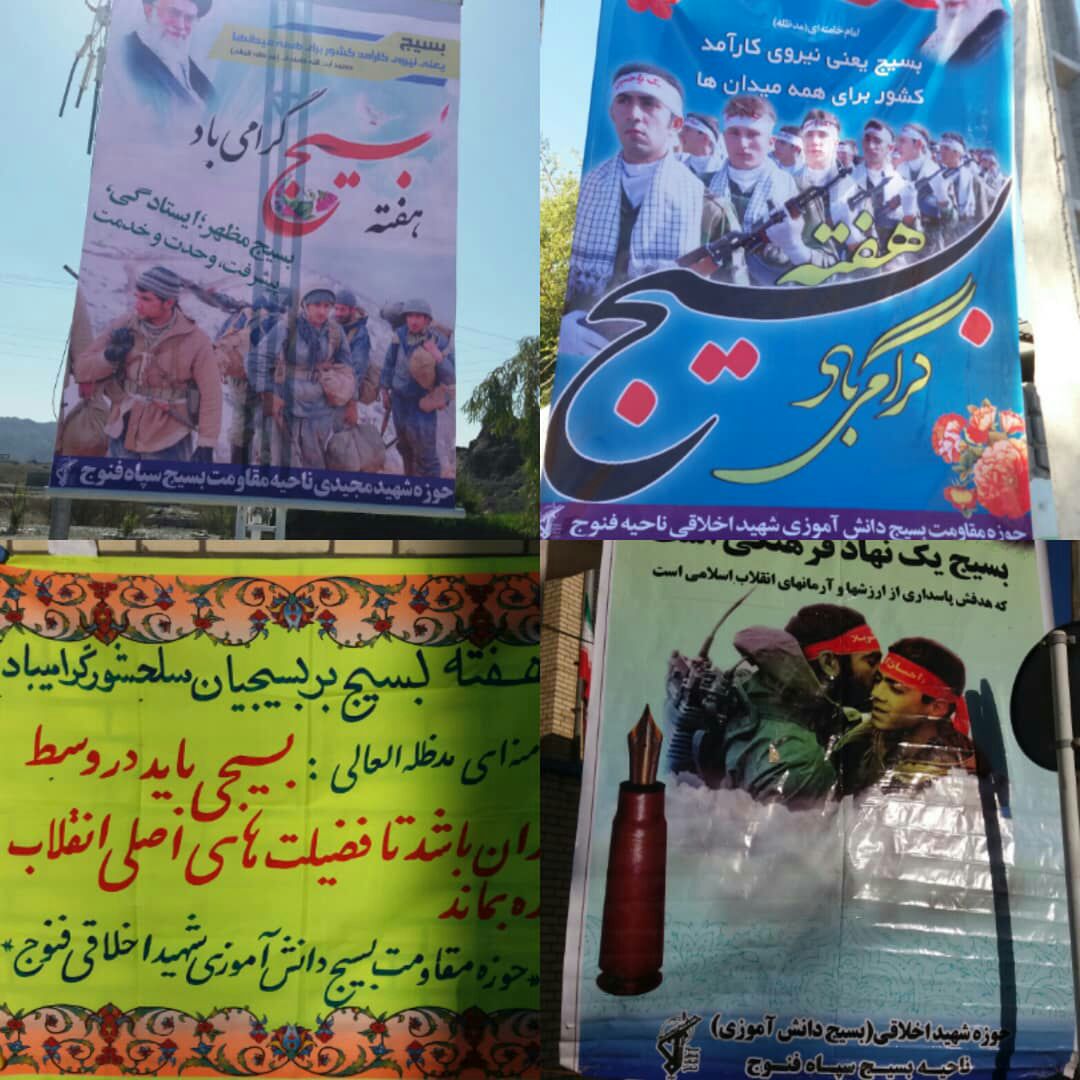 بسیج
یعنی نیروی کارآمد کشور برای همه میدانها
هفته بسیج گرامی باد
بسیج مظهر؛ ایستادگی،
پیشرفت، وحدت و خدمت
حوزه شهید مجیدی ناحیه مقاومت بسیج سپاه فنوج
امام خامنه ای (مدظله)
بسیج یعنی نیروی کارآمد
کشور برای همه میدان ها
هفته
بسیج
گرامی باد
حوزه مقاومت بسیج دانش آموزی شهید اخلاقی ناحیه فنوج
هفته بسیج بر بسیجیان سلحشور گرامیباد
مدظله العالی : بسیجی باید در وسط
باشد تا فضیلت های اصلی انقلاب
بماند
*حوزه مقاومت بسیج دانش آموزی شهید اخلاقی فنوج*
بسیج یک نهاد فرهنگی است
که هدفش پاسداری از ارزشها و آرمانهای انقلاب اسلامی است
حوزه شهید اخلاقی (بسیج دانش آموزی)
ناحیه بسیج سپاه فنوج